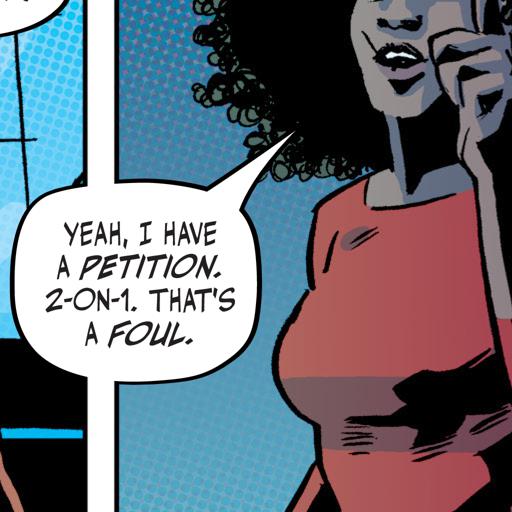 YEAH, I HAVE
A PETITION.
2-ON-1. THAT'S
A FOUL.